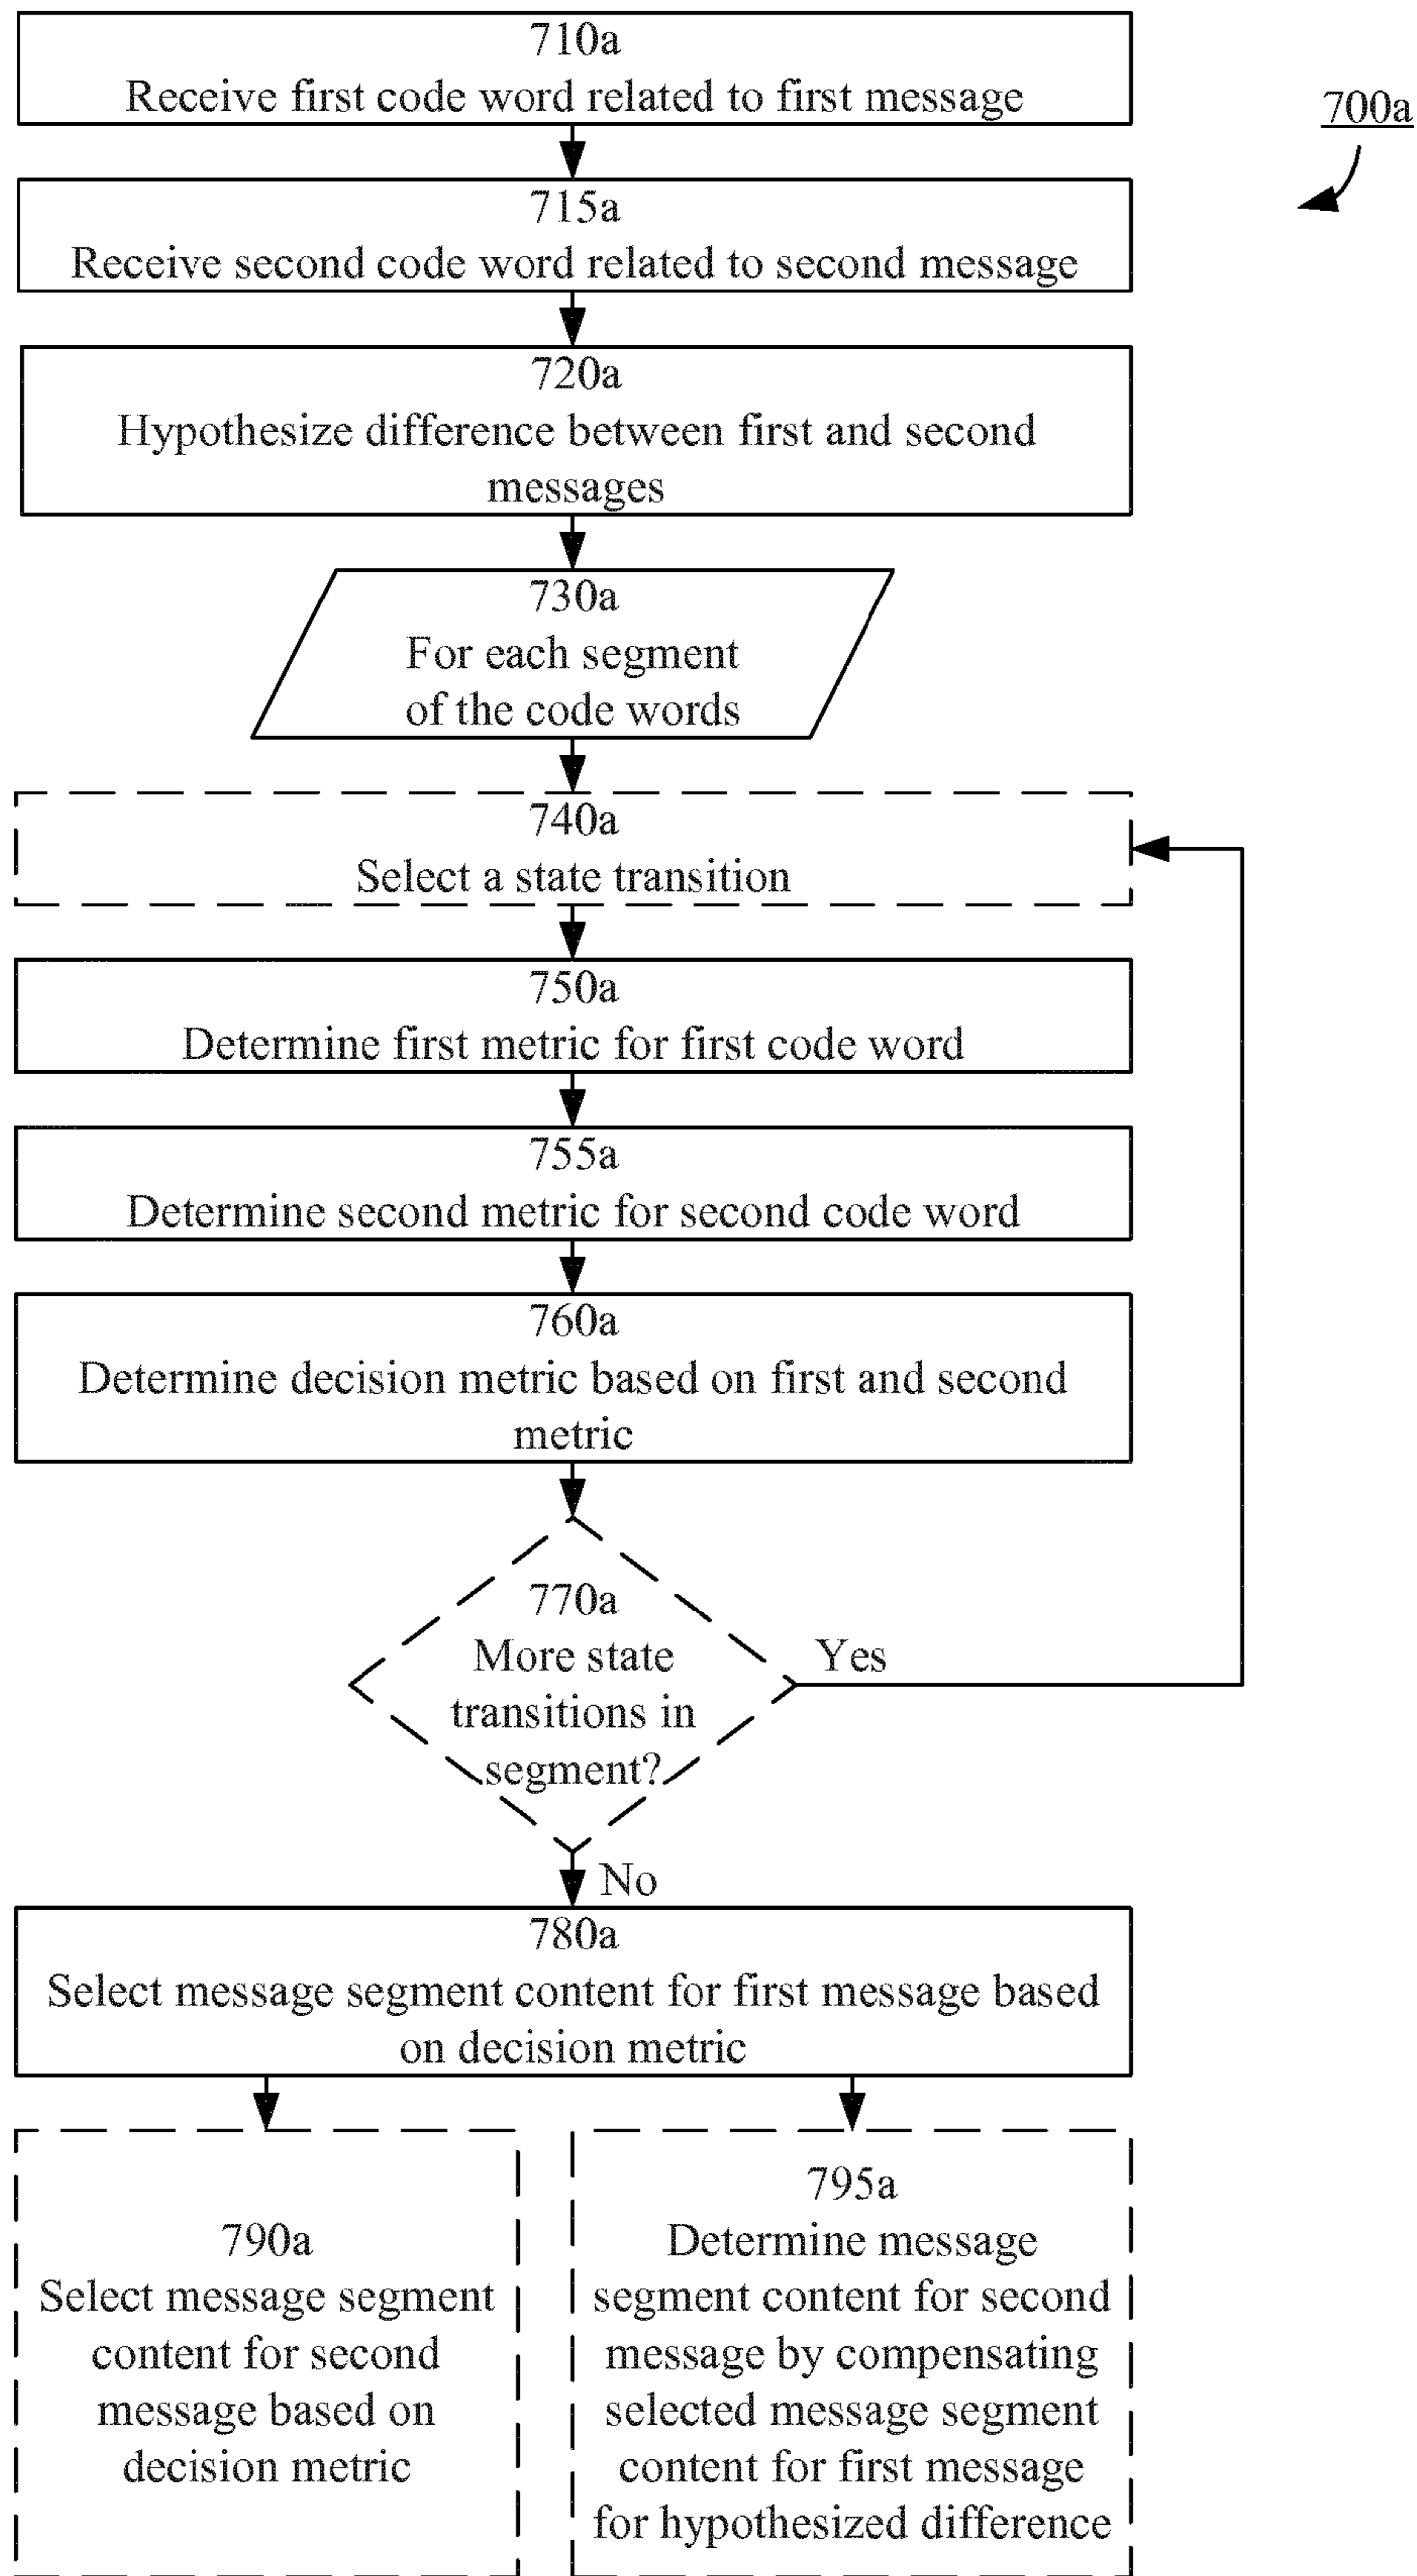 710a
Receive first code word related to first message
700a
715a
Receive second code word related to second message
720a
Hypothesize difference between first and second
messages
730a
For each segment
of the code words
740a
Select a state transition
750a
Determine first metric for first code word
755a
Determine second metric for second code word
760a
Determine decision metric based on first and second
metric
770a
More state
transitions in
segment?
Yes
No
780a
Select message segment content for first message based
on decision metric
790a
Select message segment
content for second
message based on
decision metric
795a
Determine message
segment content for second
message by compensating
selected message segment
content for first message
for hypothesized difference